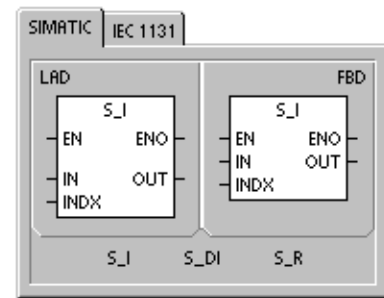 SIMATIC IEC 1131
LAD FBD
S_I S_I
EN ENO EN ENO
IN OUT IN OUT
INDX INDX
S_I S_DI S_R